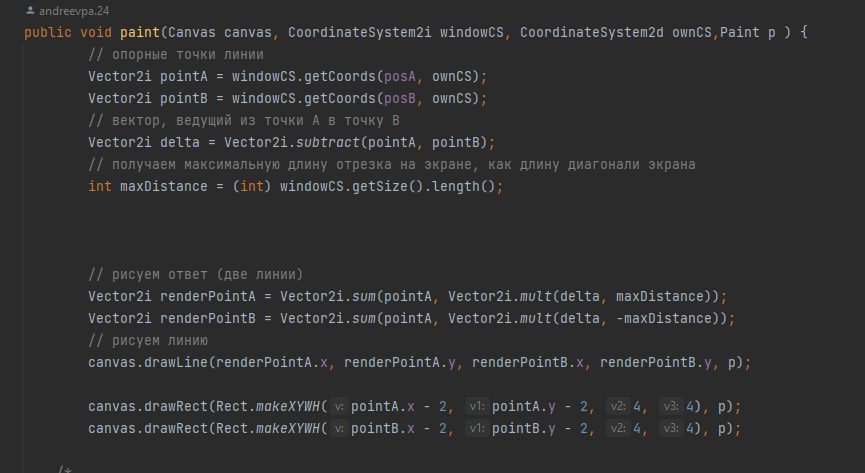 andreevpa.24
public void paint(Canvas canvas, CoordinateSystem2i windowCS, CoordinateSystem2d ownCS,Paint p ) {
// опорные точки линии
Vector2i pointA = windowCS.getCoords(posA, ownCS);
Vector2i pointB = windowCS.getCoords(posB, ownCS);
// вектор, ведущий из точки A в точку B
Vector2i delta = Vector2i.subtract(pointA, pointB);
// получаем максимальную длину отрезка на экране, как длину диагонали экрана
int maxDistance = (int) windowCS.getSize().length();
// рисуем ответ (две линии)
Vector2i renderPointA = Vector2i.sum(pointA, Vector2i.mult(delta, maxDistance));
Vector2i renderPointB = Vector2i.sum(pointA, Vector2i.mult(delta, -maxDistance));
// рисуем линию
canvas.drawLine(renderPointA.x, renderPointA.y, renderPointB.x, renderPointB.y, p);
canvas.drawRect(Rect.makeXYWH( v: pointA.x - 2, v1: pointA.y - 2, v2: 4, v3: 4), p);
canvas.drawRect(Rect.makeXYWH( v: pointB.x - 2, v1: pointB.y - 2, v2: 4, v3: 4), p);
/*